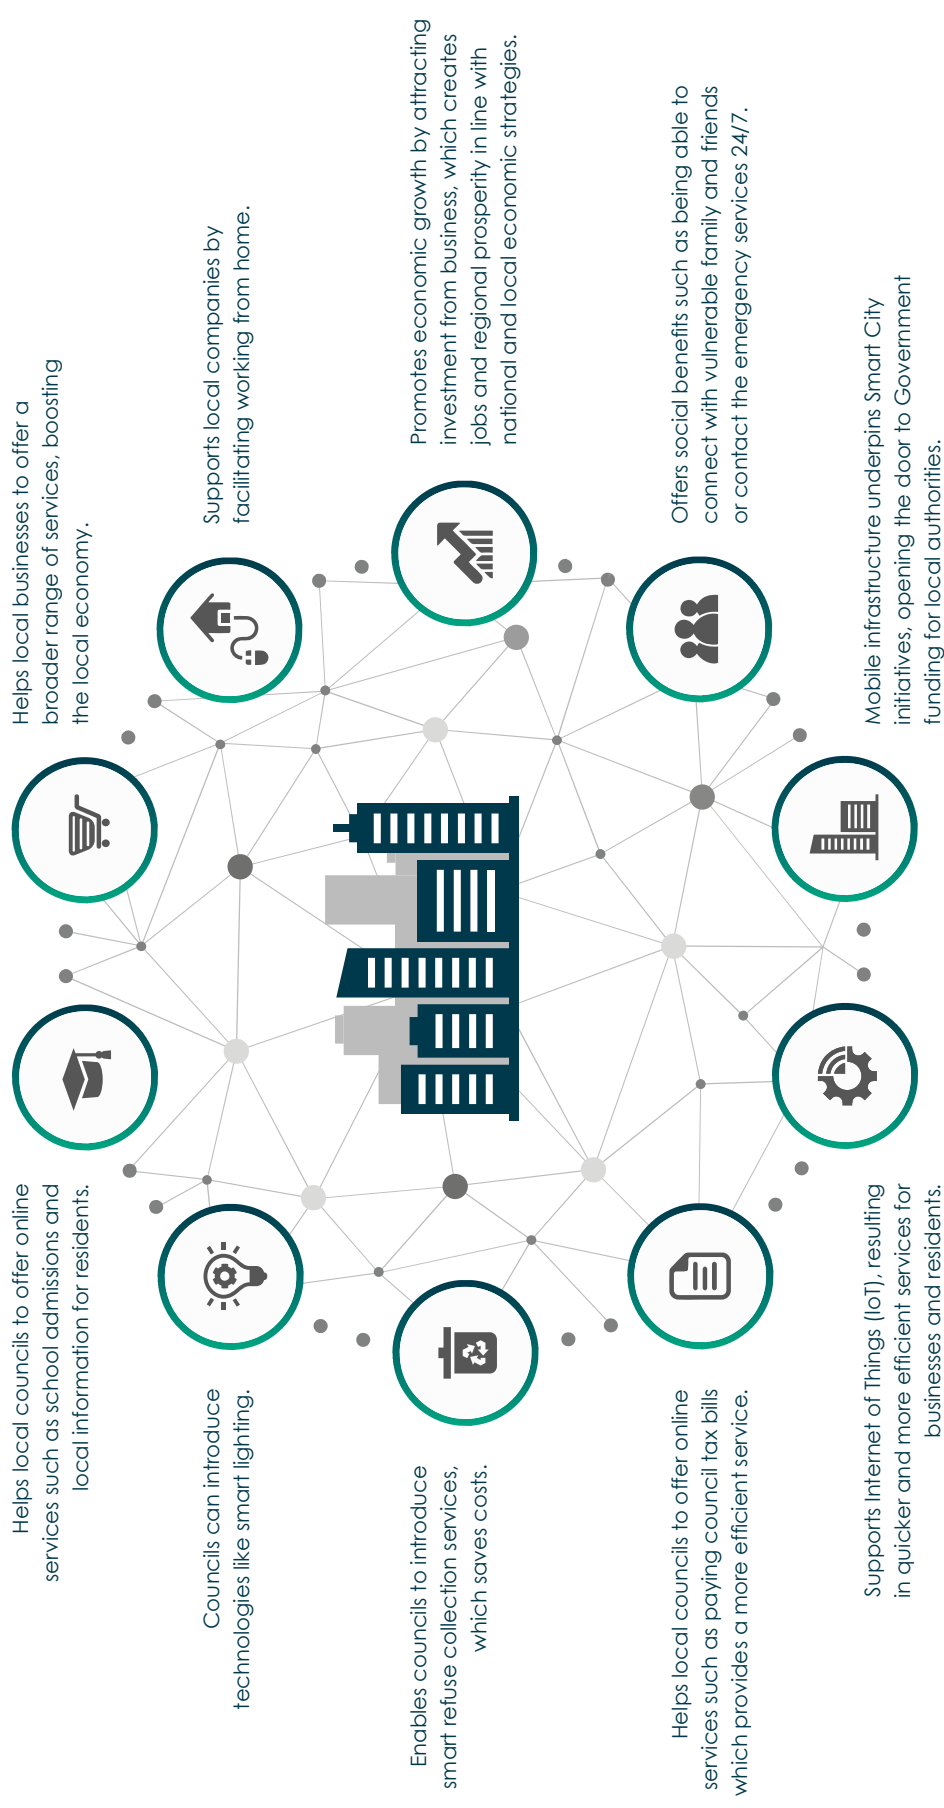 Helps local councils to offer online
services such as school admissions and
local information for residents.
Helps local businesses to offer a
broader range of services, boosting
the local economy.
Councils can introduce
technologies like smart lighting.
Supports local companies by
facilitating working from home.
Enables councils to introduce
smart refuse collection services,
which saves costs.
Promotes economic growth by attracting
investment from business, which creates
jobs and regional prosperity in line with
national and local economic strategies.
Helps local councils to offer online
services such as paying council tax bills
which provides a more efficient service.
Offers social benefits such as being able to
connect with vulnerable family and friends
or contact the emergency services 24/7.
Supports Internet of Things (IoT), resulting
in quicker and more efficient services for
businesses and residents.
Mobile infrastructure underpins Smart City
initiatives, opening the door to Government
funding for local authorities.